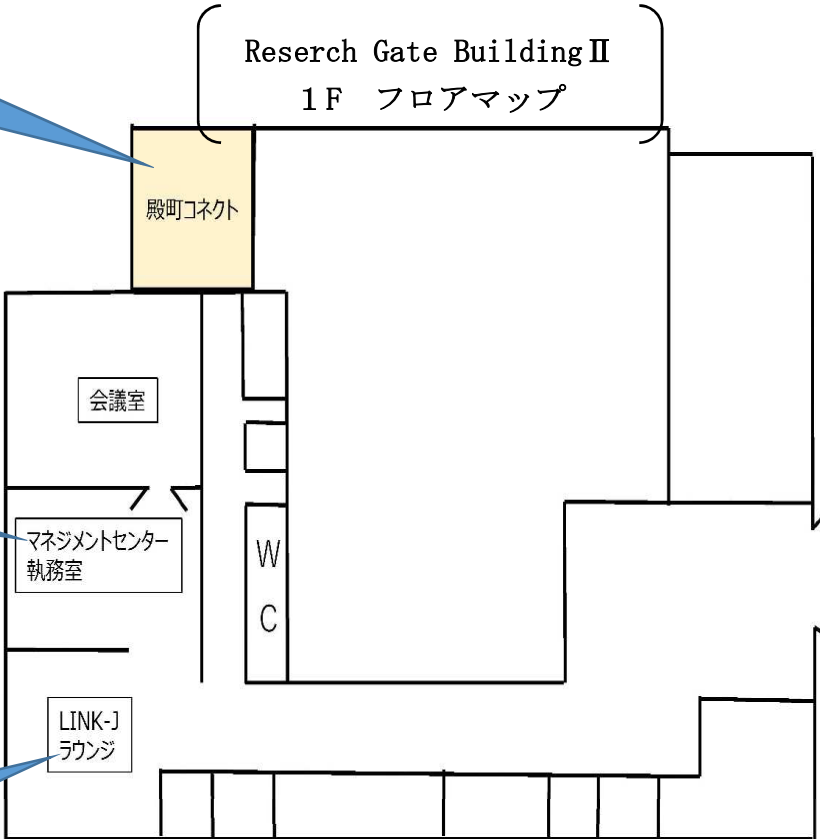 Reserch Gate BuildingⅡ
1F　フロアマップ
殿町コネクト
会議室
マネジメントセンター
執務室
W
C
LINK-J
ラウンジ